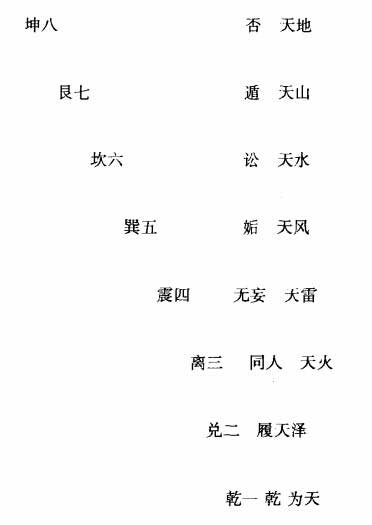 坤八 否 天地
艮七 遁 天山
坎六 讼 天水
巽五 姤 天风
震四 无妄 天雷
离三 同人 天火
兑二 履天泽
乾一 乾 为天